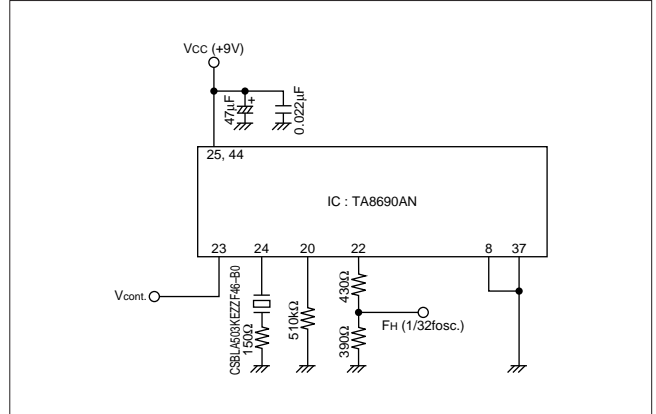 VCC (+9V)
47μF
+
0.022μF
25, 44
IC : TA8690AN
23
24
20
22
8
37
Vcont.
CSBLA503KEZZF46-B0
150Ω
510kΩ
430Ω
FH (1/32fosc.)
390Ω